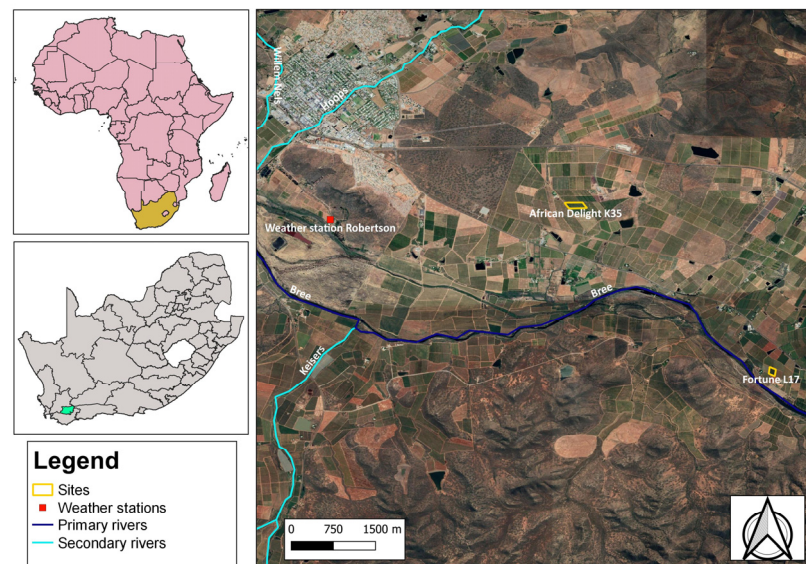 Willem Nels
Hoops
African Delight K35
Weather station Robertson
Bree
Bree
Keisers
Fortune L17
Legend
Sites
Weather stations
Primary rivers
Secondary rivers
0 750 1500 m